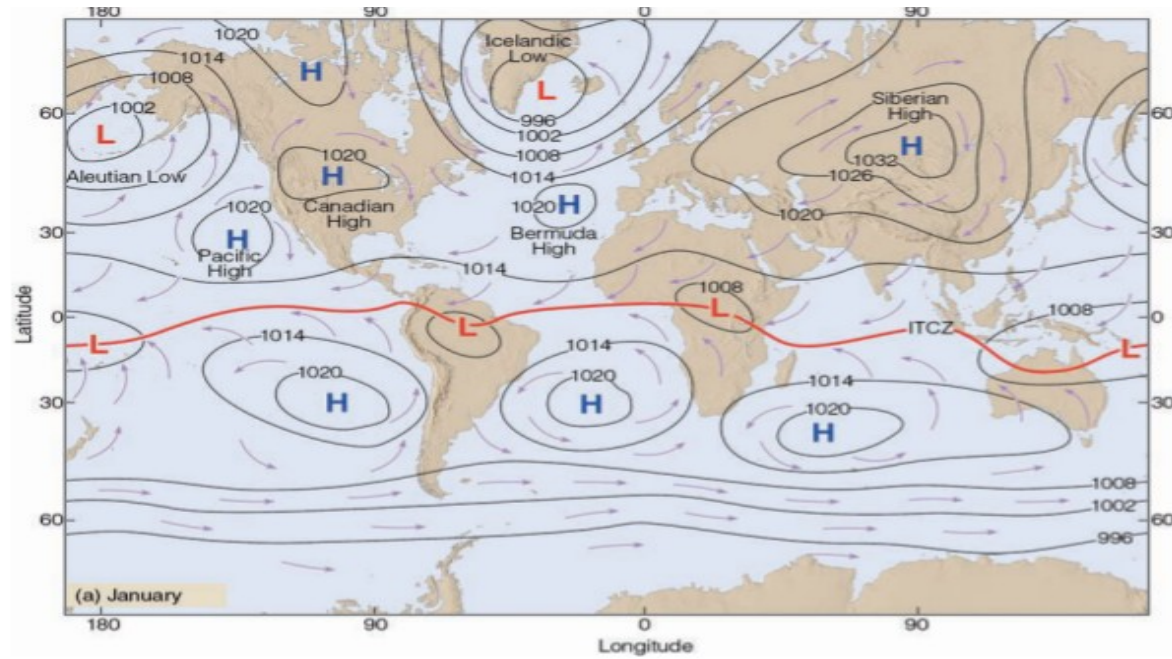 180
90
0
90
1020
1014
1008
1002
L
Aleutian Low
H
1020
H
Canadian
High
1020
H
Pacific
High
Icelandic
Low
L
996
1002
1008
1014
1020
H
Bermuda
High
Siberian
High
H
1032
1026
1020
1014
60
30
0
30
60
Latitude
60
30
0
30
60
L
1014
1020
H
L
1014
1020
H
1008
L
ITCZ
1008
L
1014
1020
H
1008
1002
996
(a) January
180
90
0
90
Longitude